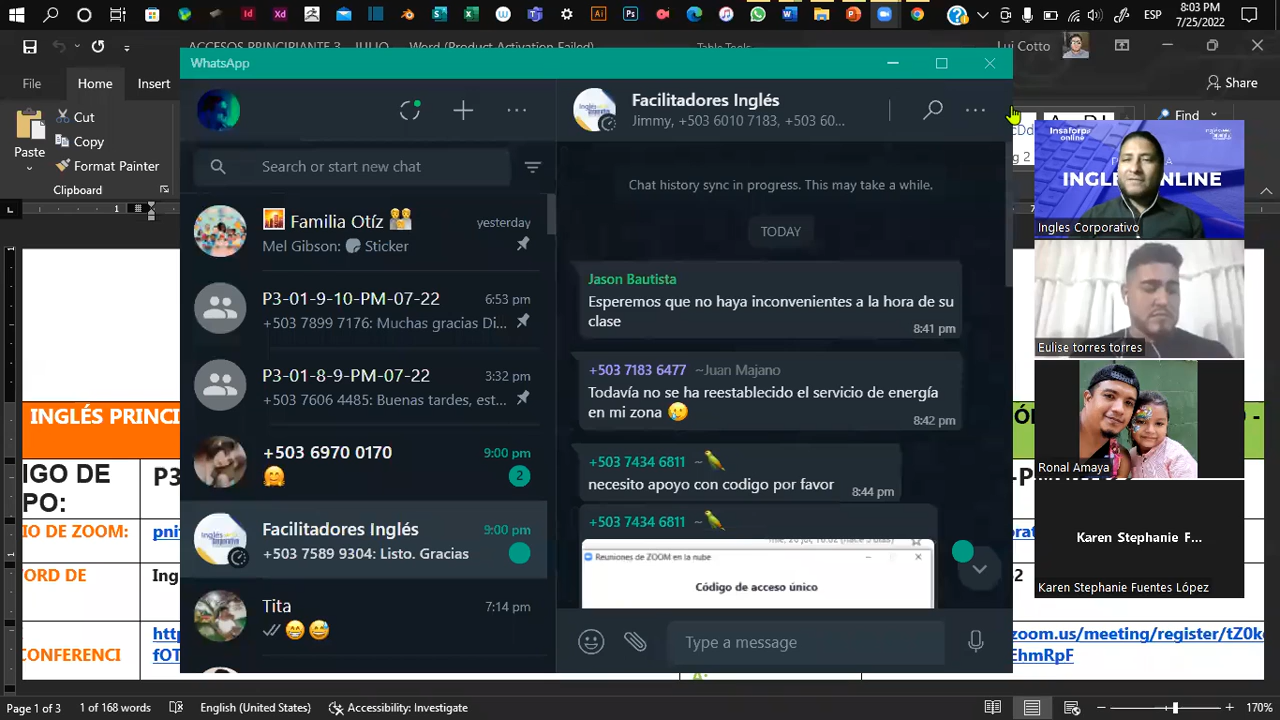 ESP
8:03 PM
7/25/2022
ACCESOS PRINCIPIANTE 3 - JULIO - Word (Product Activation Failed)
Table Tools
Lui Cotto
File
Home
Insert
Share
Paste
Cut
Copy
Format Painter
Clipboard
Find
WhatsApp
Search or start new chat
Familia Otíz
yesterday
Mel Gibson: Sticker
P3-01-9-10-PM-07-22
6:53 pm
+503 7899 7176: Muchas gracias Di...
P3-01-8-9-PM-07-22
3:32 pm
+503 7606 4485: Buenas tardes, est...
+503 6970 0170
9:00 pm
2
Facilitadores Inglés
9:00 pm
+503 7589 9304: Listo. Gracias
Tita
7:14 pm
Facilitadores Inglés
Jimmy, +503 6010 7183, +503 60...
Chat history sync in progress. This may take a while.
TODAY
Jason Bautista
Esperemos que no haya inconvenientes a la hora de su
clase
8:41 pm
+503 7183 6477 ~Juan Majano
Todavía no se ha reestablecido el servicio de energía
en mi zona
8:42 pm
+503 7434 6811 ~
necesito apoyo con codigo por favor
8:44 pm
+503 7434 6811 ~
Reuniones de ZOOM en la nube
Código de acceso único
Type a message
Insaforp
online
INGLÉS ONLINE
Ingles Corporativo
Eulise torres torres
Ronal Amaya
Karen Stephanie F...
Karen Stephanie Fuentes López
INGLÉS PRINCI
IGO DE
PO:
P3
IO DE ZOOM:
pni
ORD DE
Ing
CONFERENCI
htt
fOT
zoom.us/meeting/register/tZ0k
EhmRpF
A:
Page 1 of 3
1 of 168 words
English (United States)
Accessibility: Investigate
170%